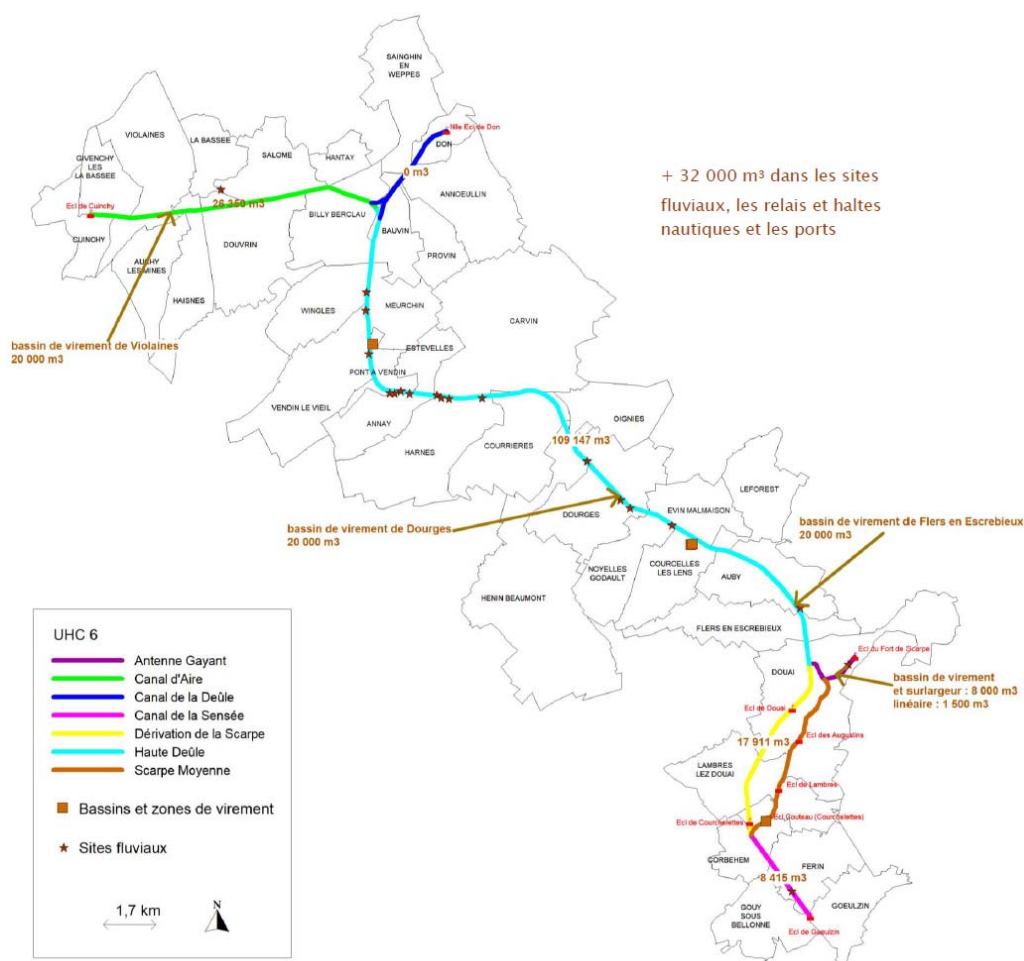 SAINGHIN
EN
WEPPES
Nlle Ecl de Don
DON
VIOLAINES
LA BASSEE
SALOME
HANTAY
GIVENCHY
LES
LA BASSEE
0 m3
ANNOEULLIN
+ 32 000 m³ dans les sites
fluviaux, les relais et haltes
nautiques et les ports
Ecl de Cuinchy
26 350 m3
BILLY BERCLAU
CUINCHY
DOUVRIN
BAUVIN
PROVIN
AUCHY
LES MINES
HAISNES
WINGLES
MEURCHIN
CARVIN
bassin de virement de Violaines
20 000 m3
ESTEVELLES
PONT A VENDIN
VENDIN LE VIEIL
ANNAY
OIGNIES
HARNES
COURRIERES
109 147 m3
LEFOREST
DOURGES
EVIN MALMAISON
bassin de virement de Dourges
20 000 m3
bassin de virement de Flers en Escrebieux
20 000 m3
NOYELLES
GODAULT
COURCELLES
LES LENS
AUBY
HENIN BEAUMONT
FLERS EN ESCREBIEUX
Ecl du Fort de Scarpe
DOUAI
bassin de virement
et surlargeur : 8 000 m3
linéaire : 1 500 m3
Ecl de Douai
17 911 m3
Ecl des Augustins
LAMBRES
LEZ DOUAI
Ecl de Lambres
Ecl de Courchelettes
Ecl Couteau (Courchelettes)
CORBEHEM
FERIN
8 415 m3
GOEULZIN
GOUY
SOUS
BELLONNE
Ecl de Goeulzin
UHC 6
Antenne Gayant
Canal d'Aire
Canal de la Deûle
Canal de la Sensée
Dérivation de la Scarpe
Haute Deûle
Scarpe Moyenne
Bassins et zones de virement
Sites fluviaux
1,7 km
N